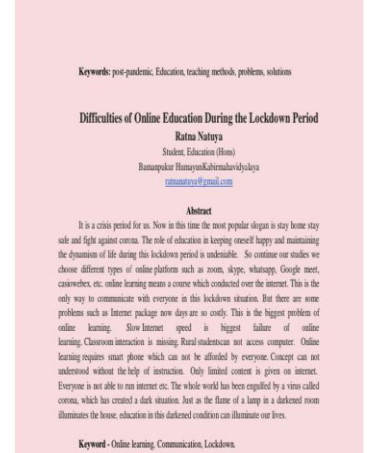 Keywords: post-pandemic, Education, teaching methods, problems, solutions
Difficulties of Online Education During the Lockdown Period
Ratna Natuya
Student, Education (Hons)
Bamanpukur HumayunKabirmahavidyalaya
ratnanatuya@gmail.com
Abstract
It is a crisis period for us. Now in this time the most popular slogan is stay home stay
safe and fight against corona. The role of education in keeping oneself happy and maintaining
the dynamism of life during this lockdown period is undeniable. So continue our studies we
choose different types of online platform such as zoom, skype, whatsapp, Google meet,
casiowebex, etc. online learning means a course which conducted over the internet. This is the
only way to communicate with everyone in this lockdown situation. But there are some
problems such as Internet package now days are so costly. This is the biggest problem of
online learning. Slow Internet speed is biggest failure of online
learning. Classroom interaction is missing. Rural studentscan not access computer. Online
learning requires smart phone which can not be afforded by everyone. Concept can not
understood without the help of instruction. Only limited content is given on internet.
Everyone is not able to run internet etc. The whole world has been engulfed by a virus called
corona, which has created a dark situation. Just as the flame of a lamp in a darkened room
illuminates the house, education in this darkened condition can illuminate our lives.
Keyword - Online learning, Communication, Lockdown.